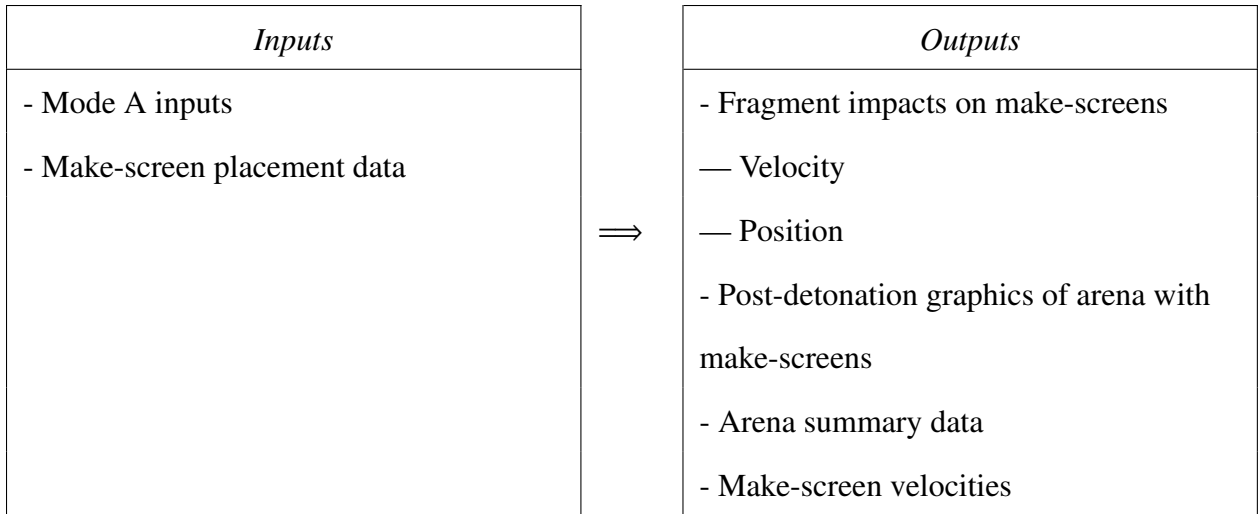 Inputs
- Mode A inputs
- Make-screen placement data
⟹
Outputs
- Fragment impacts on make-screens
— Velocity
— Position
- Post-detonation graphics of arena with
make-screens
- Arena summary data
- Make-screen velocities